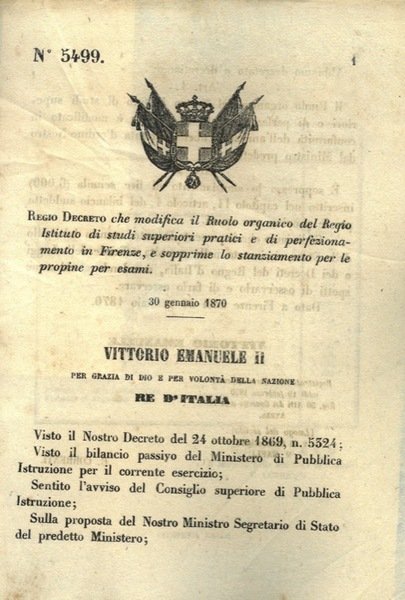 N° 5499.
1
REGIO DECRETO che modifica il Ruolo organico del Regio
Istituto di studi superiori pratici e di perfeziona-
mento in Firenze, e sopprime lo stanziamento per le
propine per esami.
30 gennaio 1870
VITTORIO EMANUELE II
PER GRAZIA DI DIO E PER VOLONTÀ DELLA NAZIONE
RE D'ITALIA
Visto il Nostro Decreto del 24 ottobre 1869, n. 5324;
Visto il bilancio passivo del Ministero di Pubblica
Istruzione per il corrente esercizio;
Sentito l'avviso del Consiglio superiore di Pubblica
Istruzione;
Sulla proposta del Nostro Ministro Segretario di Stato
del predetto Ministero;